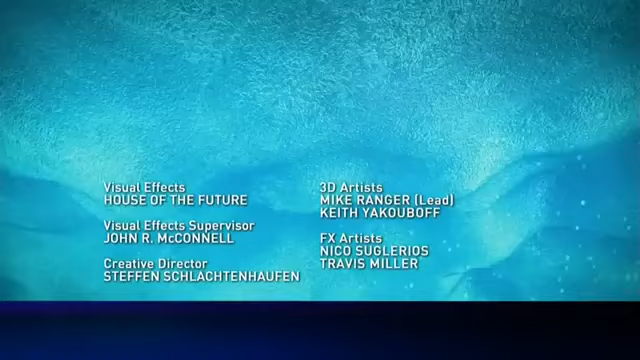 Visual Effects
HOUSE OF THE FUTURE
Visual Effects Supervisor
JOHN R. McCONNELL
Creative Director
STEFFEN SCHLACHTENHAUFEN
3D Artists
MIKE RANGER (Lead)
KEITH YAKOUBOFF
FX Artists
NICO SUGLERIOS
TRAVIS MILLER